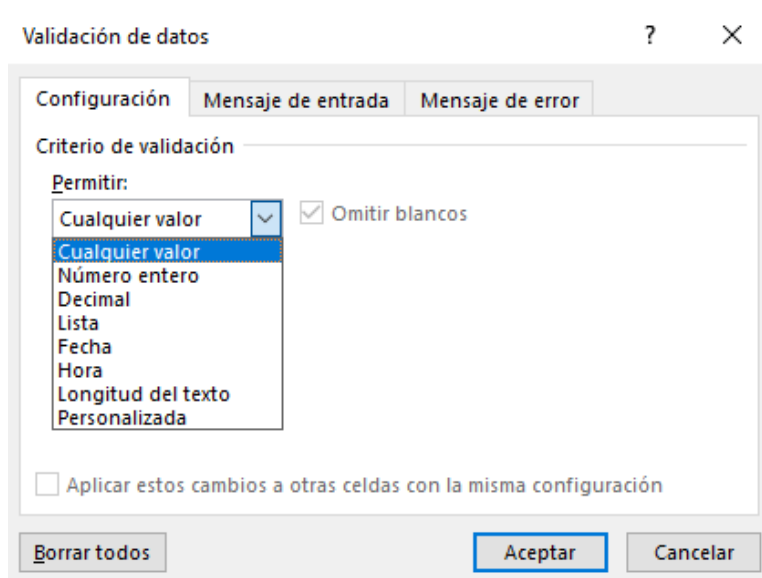 Validación de datos ?
Configuración Mensaje de entrada Mensaje de error
Criterio de validación
Permitir:
Cualquier valor Omitir blancos
Cualquier valor
Número entero
Decimal
Lista
Fecha
Hora
Longitud del texto
Personalizada
Aplicar estos cambios a otras celdas con la misma configuración
Borrar todos Aceptar Cancelar